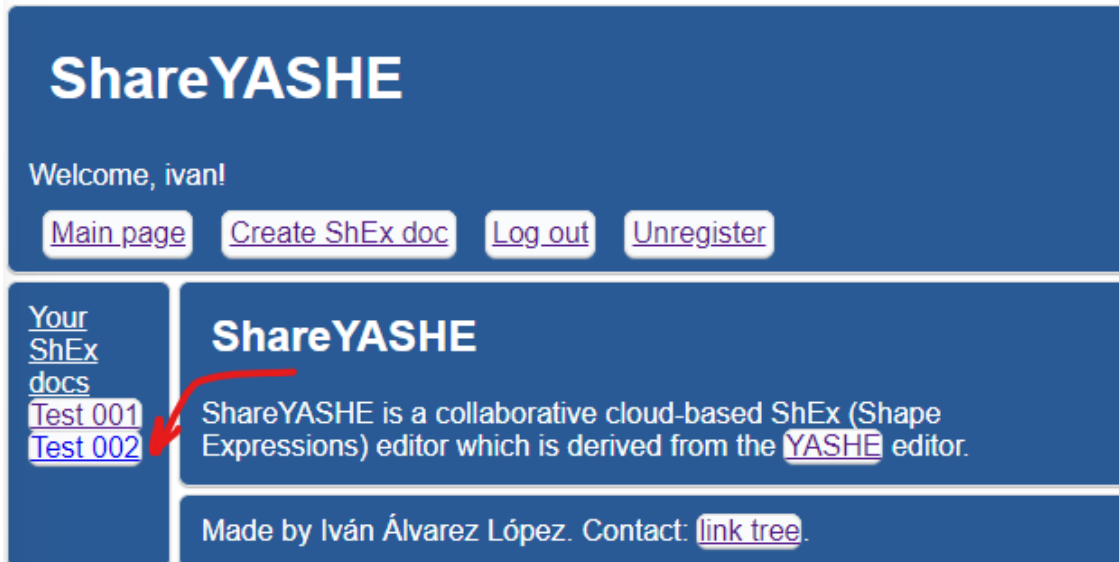 ShareYASHE
Welcome, ivan!
Main page Create ShEx doc Log out Unregister
Your
ShEx
docs
Test 001
Test 002
ShareYASHE
ShareYASHE is a collaborative cloud-based ShEx (Shape
Expressions) editor which is derived from the YASHE editor.
Made by Iván Álvarez López. Contact: link tree.